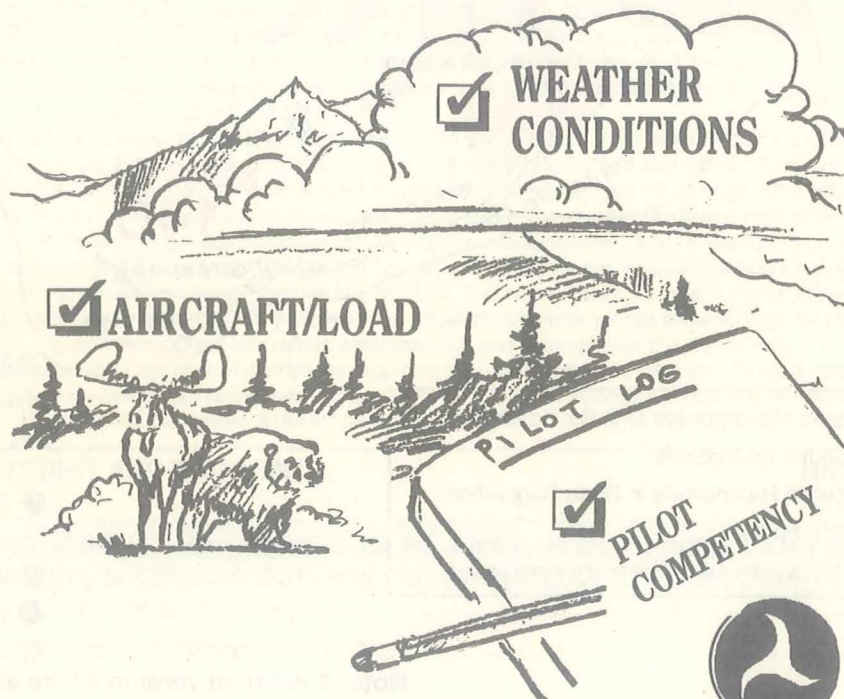 WEATHER
CONDITIONS
AIRCRAFT/LOAD
PILOT LOG
PILOT
COMPETENCY